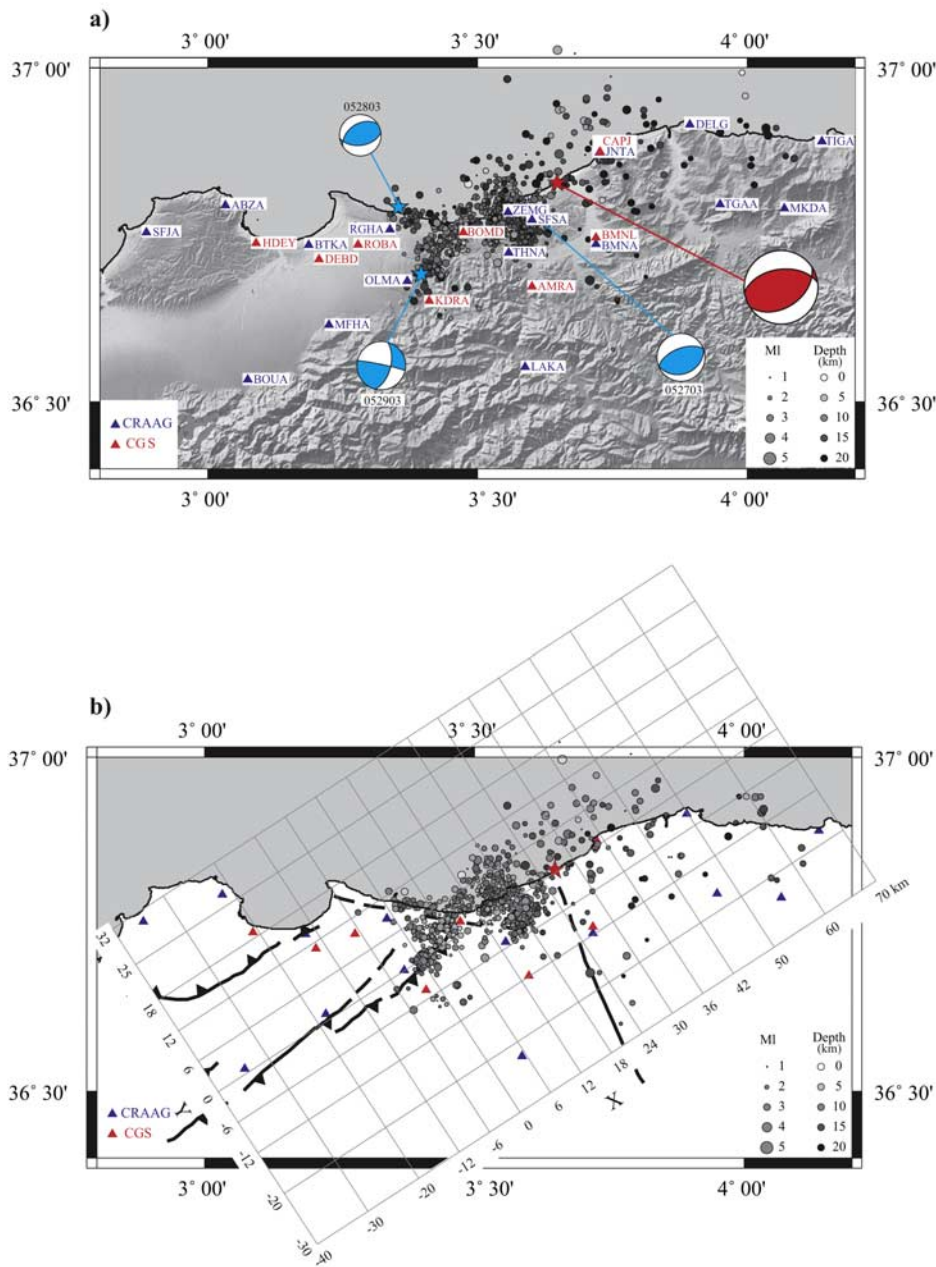 a)
3° 00' 3° 30' 4° 00'
37° 00' 37° 00'
052803
DELG
CAPJ
JNTA
TIGA
ABZA
ZEMG
TGAA
MKDA
SFSA
SFJA
RGHA
BOMD
BMNL
HDEY
BTKA
ROBA
BMNA
DEBD
THNA
OLMA
AMRA
KDRA
MFHA
LAKA
BOUA
052903
052703
Ml Depth
(km)
1 0
2 5
3 10
4 15
5 20
36° 30' 36° 30'
CRAAG
CGS
3° 00' 3° 30' 4° 00'
b)
3° 00' 3° 30' 4° 00'
37° 00' 37° 00'
32
25
18
12
6
0
-6
-12
-20
-30
Y
-40
-30
-20
-12
-6
0
6
12
18
24
30
36
42
50
60
70 km
X
Ml Depth
(km)
1 0
2 5
3 10
4 15
5 20
36° 30' 36° 30'
CRAAG
CGS
3° 00' 3° 30' 4° 00'